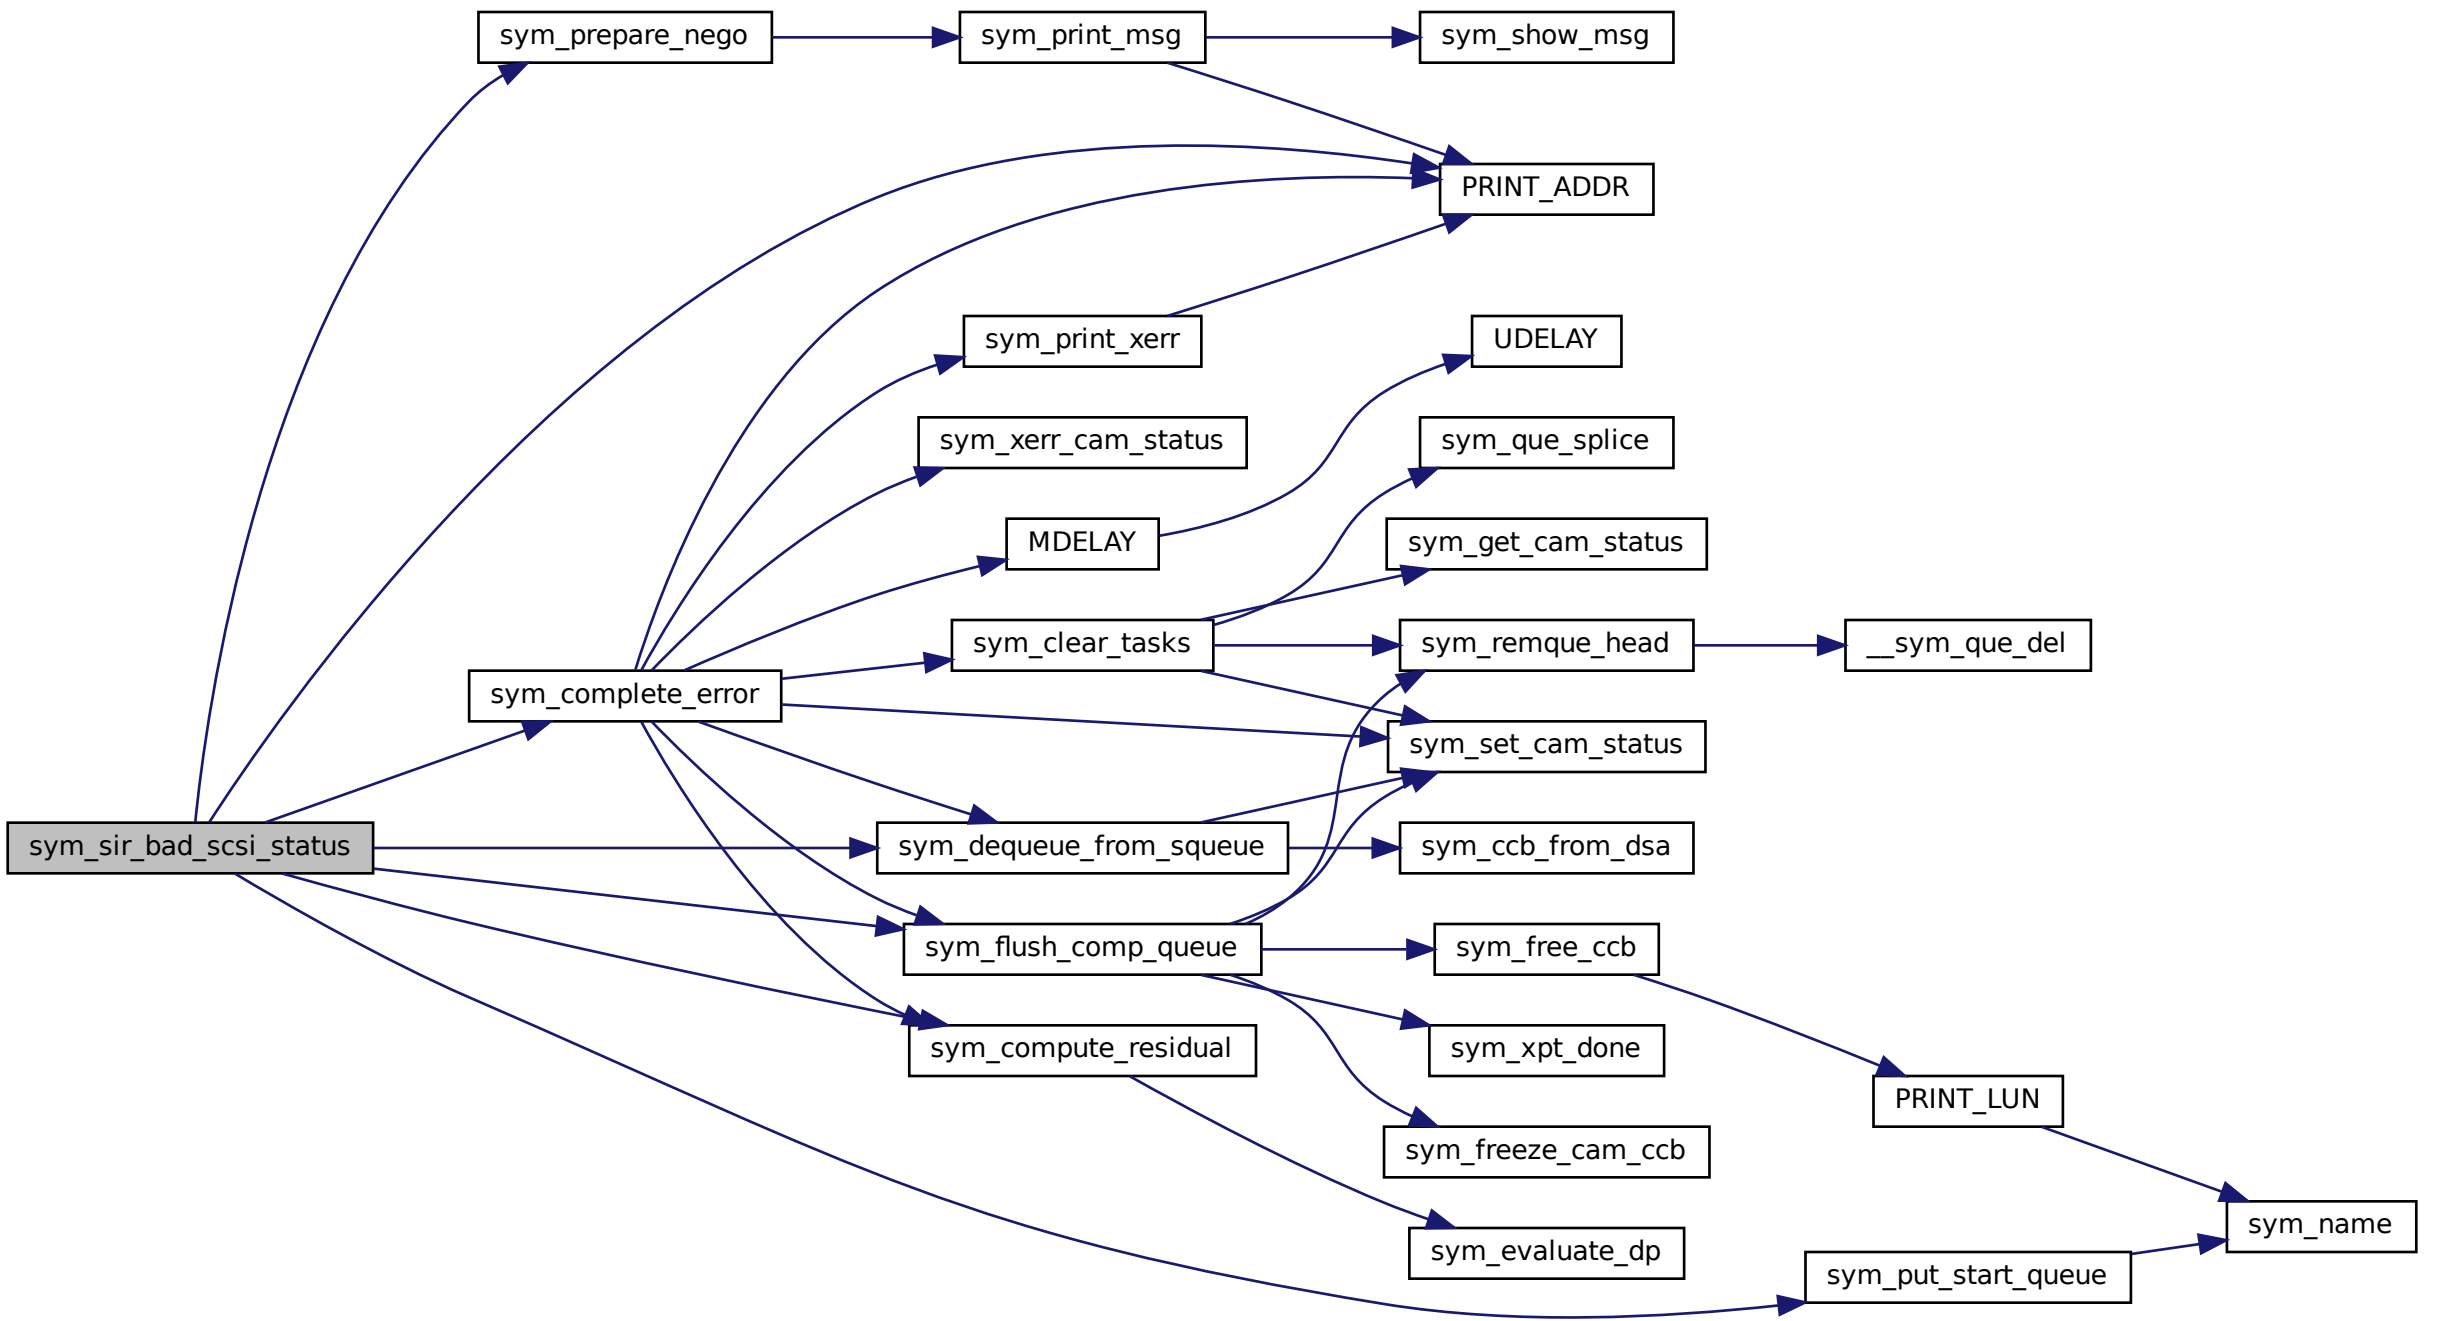 sym_prepare_nego
sym_print_msg
sym_show_msg
PRINT_ADDR
sym_print_xerr
UDELAY
sym_xerr_cam_status
sym_que_splice
MDELAY
sym_get_cam_status
sym_clear_tasks
sym_remque_head
__sym_que_del
sym_complete_error
sym_set_cam_status
sym_sir_bad_scsi_status
sym_dequeue_from_squeue
sym_ccb_from_dsa
sym_flush_comp_queue
sym_free_ccb
sym_compute_residual
sym_xpt_done
PRINT_LUN
sym_freeze_cam_ccb
sym_name
sym_evaluate_dp
sym_put_start_queue